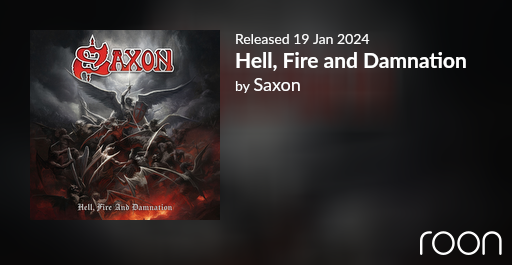 SAXON
Hell, Fire And Damnation
Released 19 Jan 2024
Hell, Fire and Damnation
by Saxon
roon